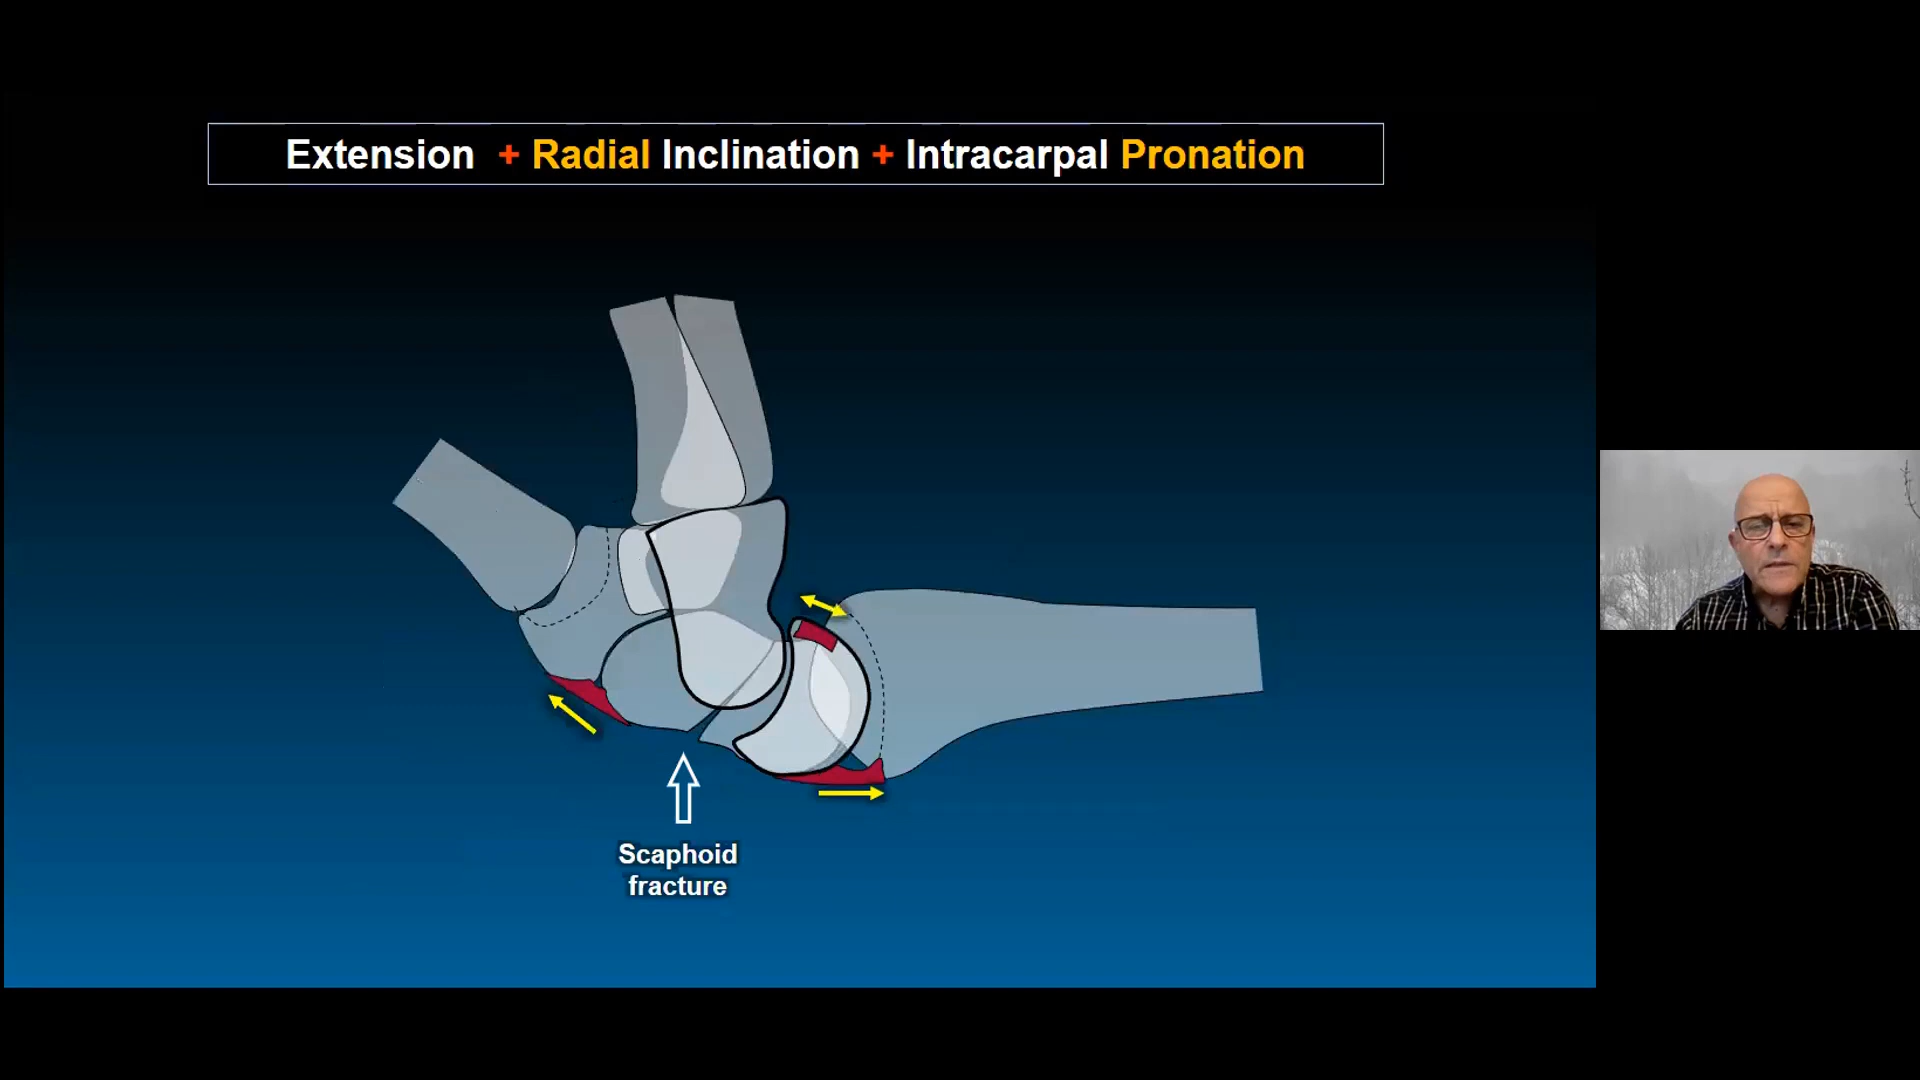 Extension + Radial Inclination + Intracarpal Pronation
Scaphoid
fracture